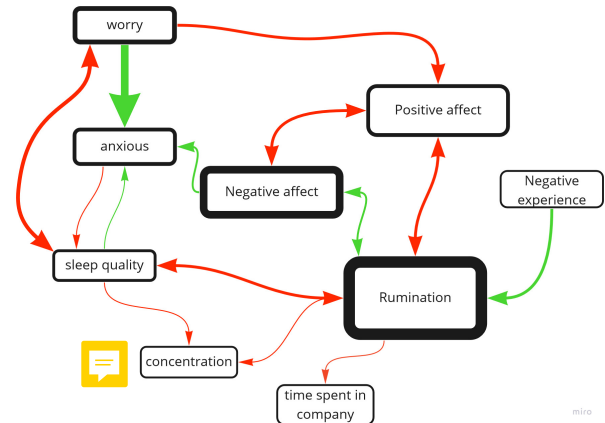 worry
Positive affect
anxious
Negative affect
Negative
experience
sleep quality
Rumination
concentration
time spent in
company
miro